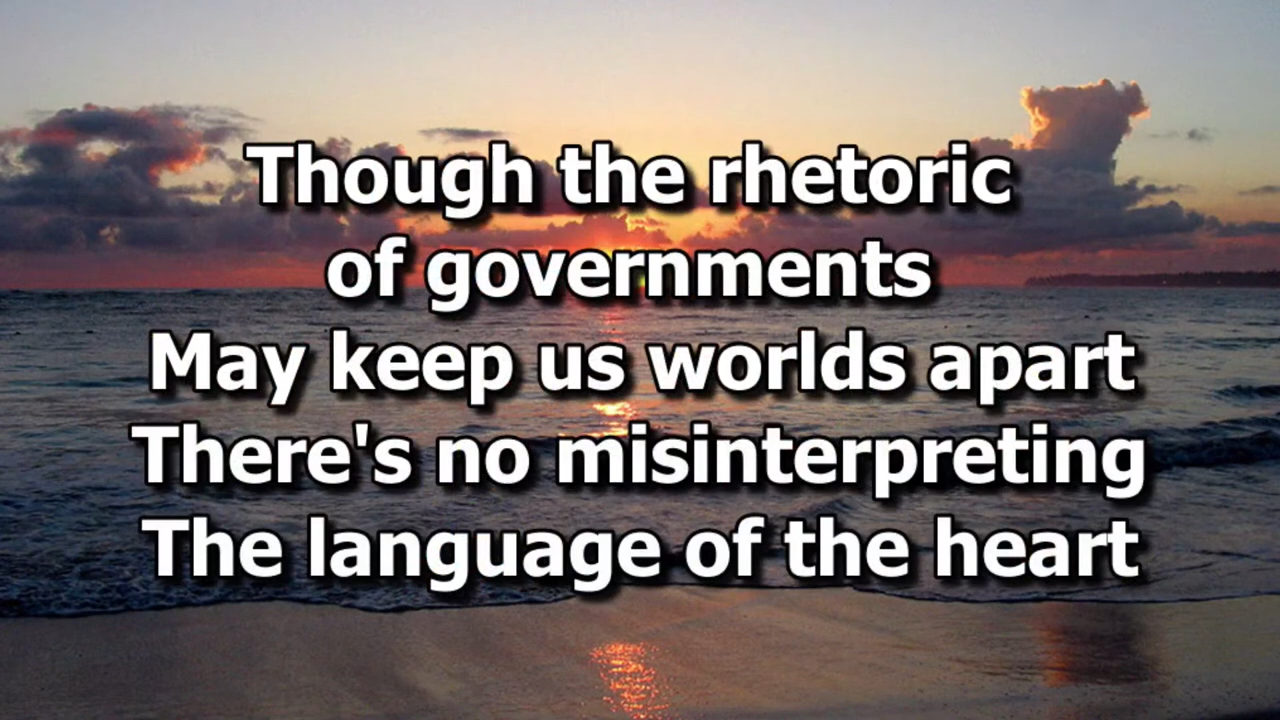 Though the rhetoric
of governments
May keep us worlds apart
There's no misinterpreting
The language of the heart